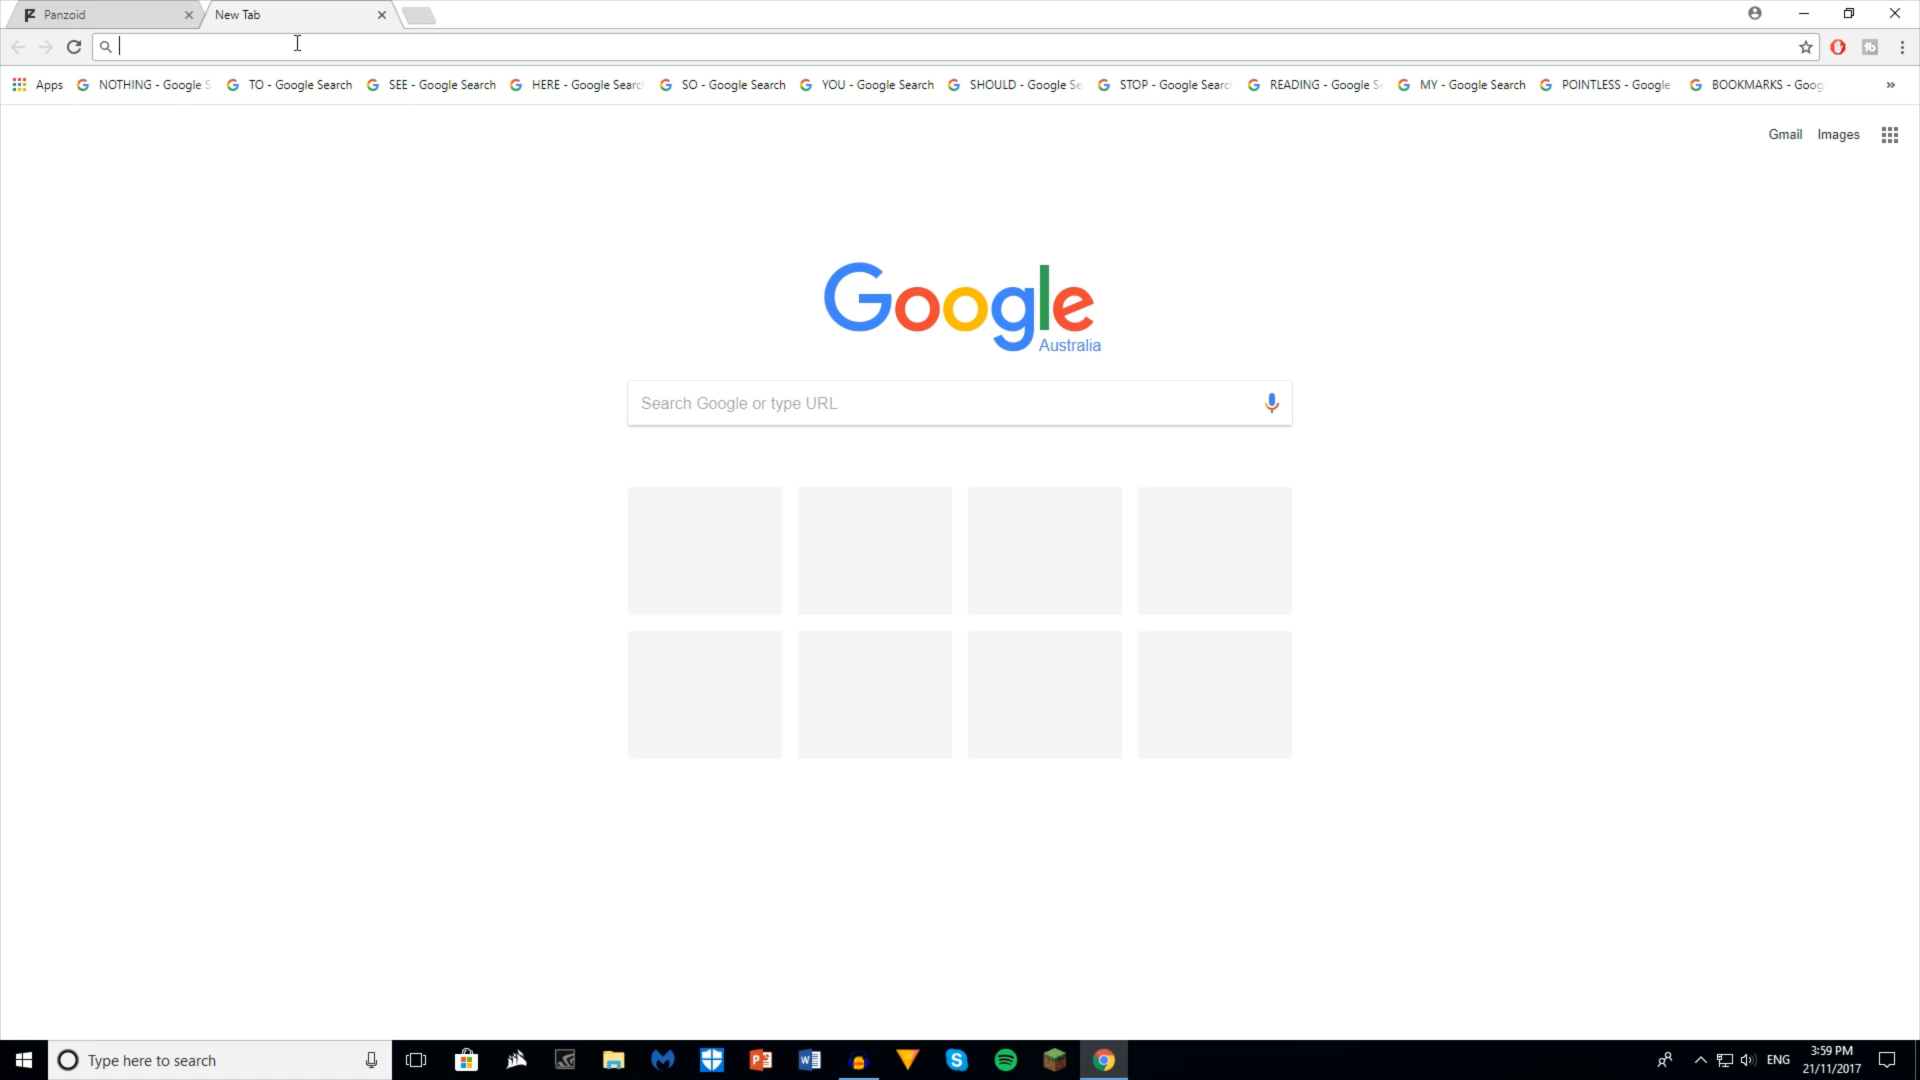 Panzoid
New Tab
Apps
NOTHING - Google S
TO - Google Search
SEE - Google Search
HERE - Google Searc
SO - Google Search
YOU - Google Search
SHOULD - Google Se
STOP - Google Searc
READING - Google S
MY - Google Search
POINTLESS - Google
BOOKMARKS - Goog
»
Gmail Images
Google
Australia
Search Google or type URL
Type here to search
ENG
3:59 PM
21/11/2017